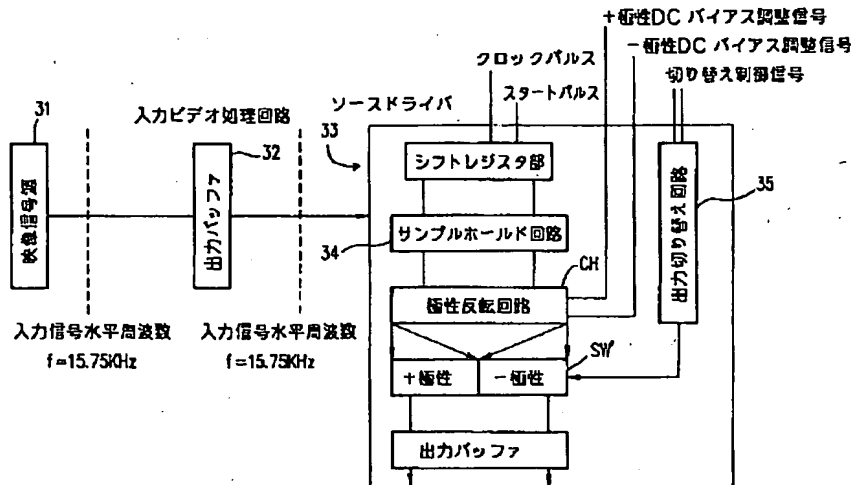 +極性DCバイアス調整信号
−極性DCバイアス調整信号
切り替え制御信号
クロックパルス
スタートパルス
ソースドライバ
入力ビデオ処理回路
31
32
33
映像信号源
出力バッファ
シフトレジスタ部
サンプルホールド回路
34
出力切り替え回路
35
CH
極性反転回路
入力信号水平周波数
f=15.75KHz
入力信号水平周波数
f=15.75KHz
SW
+極性
−極性
出力バッファ